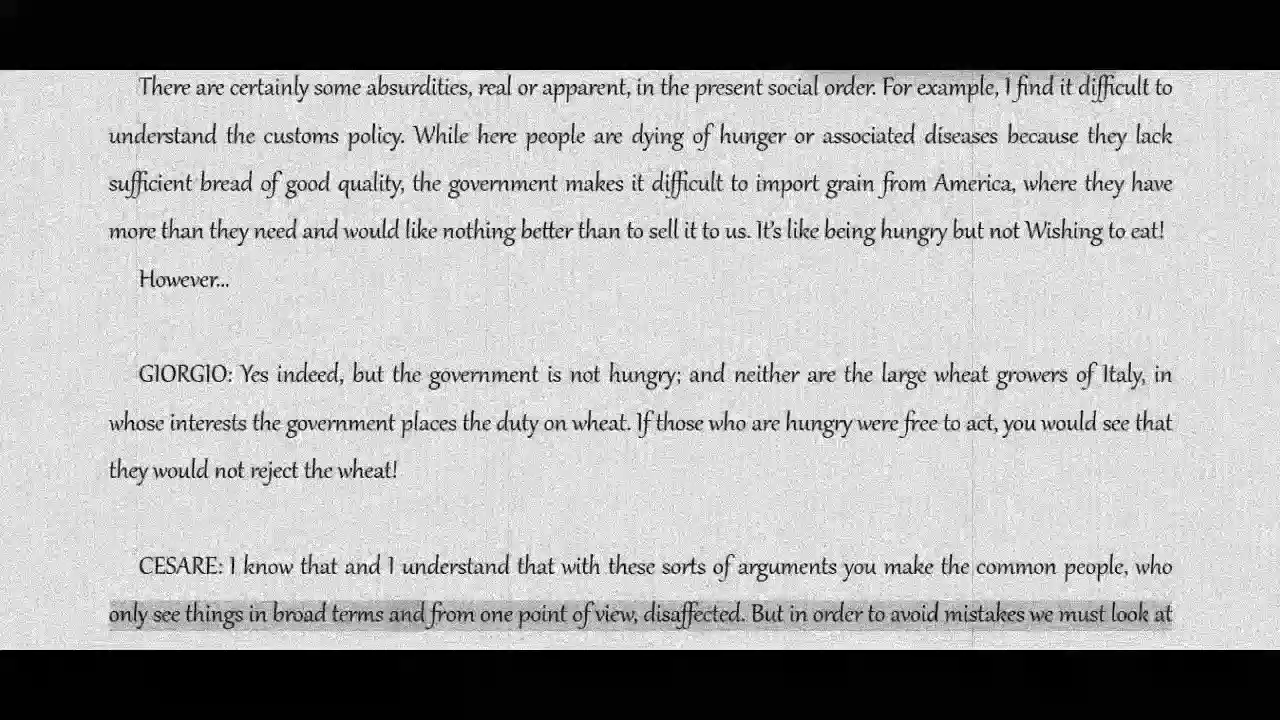 There are certainly some absurdities, real or apparent, in the present social order. For example, I find it difficult to
understand the customs policy. While here people are dying of hunger or associated diseases because they lack
sufficient bread of good quality, the government makes it difficult to import grain from America, where they have
more than they need and would like nothing better than to sell it to us. It's like being hungry but not Wishing to eat!
However...
GIORGIO: Yes indeed, but the government is not hungry; and neither are the large wheat growers of Italy, in
whose interests the government places the duty on wheat. If those who are hungry were free to act, you would see that
they would not reject the wheat!
CESARE: I know that and I understand that with these sorts of arguments you make the common people, who
only see things in broad terms and from one point of view, disaffected. But in order to avoid mistakes we must look at